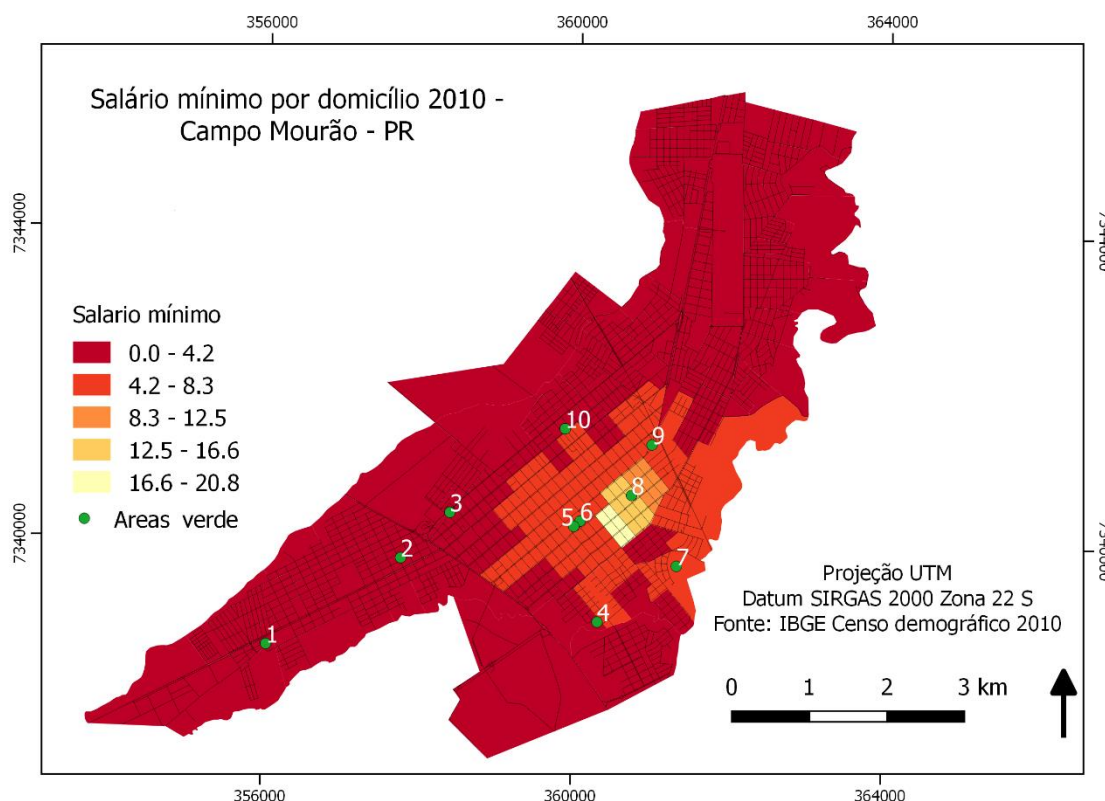 356000
360000
364000
Salário mínimo por domicílio 2010 -
Campo Mourão - PR
7344000
7344000
Salario mínimo
0.0 - 4.2
4.2 - 8.3
8.3 - 12.5
12.5 - 16.6
16.6 - 20.8
Areas verde
10
9
8
3
5 6
2
7
4
1
7340000
7340000
Projeção UTM
Datum SIRGAS 2000 Zona 22 S
Fonte: IBGE Censo demográfico 2010
0 1 2 3 km
356000
360000
364000